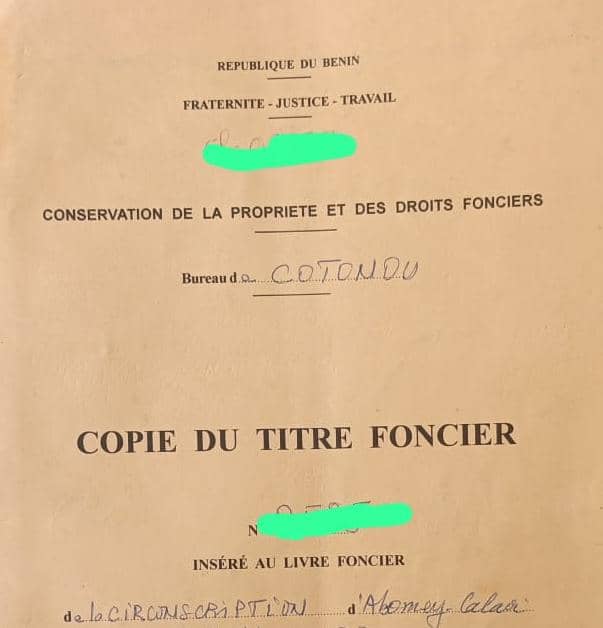 REPUBLIQUE DU BENIN
FRATERNITE - JUSTICE - TRAVAIL
CONSERVATION DE LA PROPRIETE ET DES DROITS FONCIERS
Bureau de COTONOU
COPIE DU TITRE FONCIER
N
INSÉRÉ AU LIVRE FONCIER
de la CIRCONSCRIPTION d'Abomey-Calavi